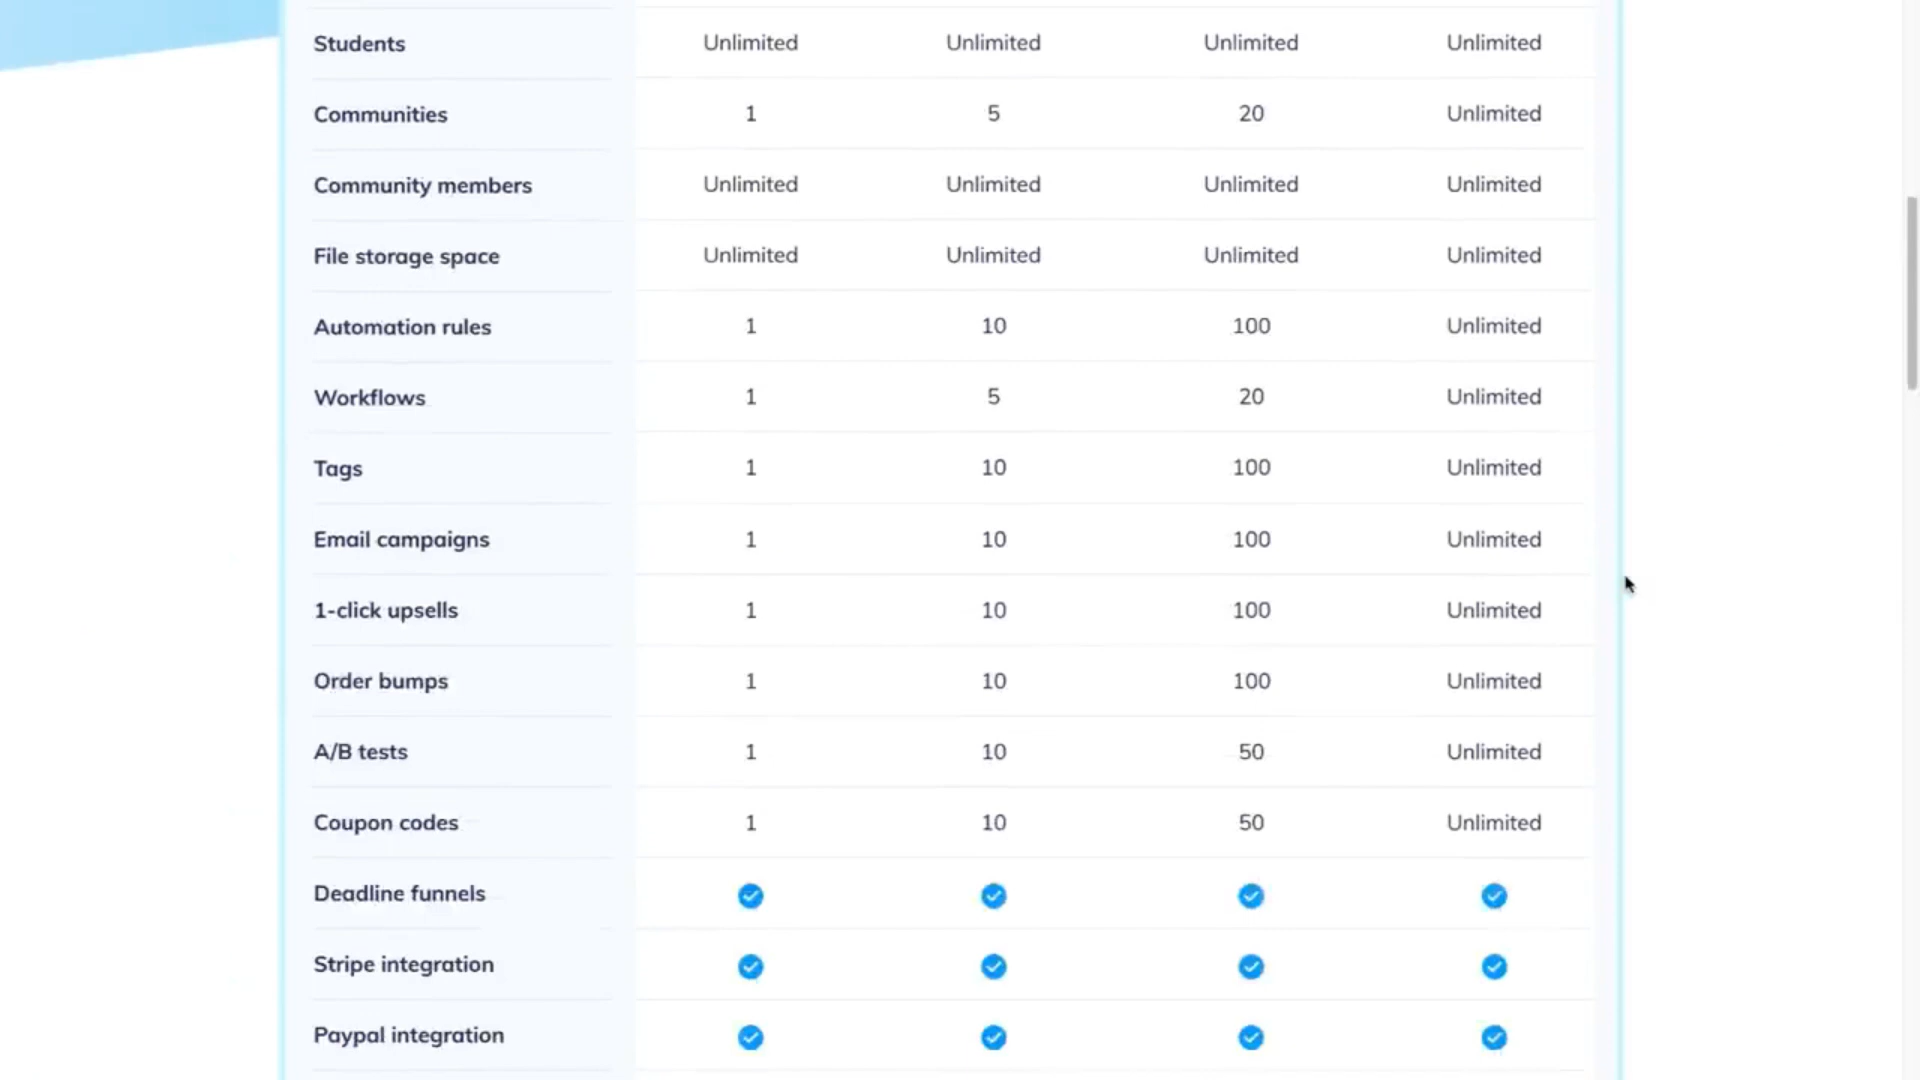 Students Unlimited Unlimited Unlimited Unlimited
Communities 1 5 20 Unlimited
Community members Unlimited Unlimited Unlimited Unlimited
File storage space Unlimited Unlimited Unlimited Unlimited
Automation rules 1 10 100 Unlimited
Workflows 1 5 20 Unlimited
Tags 1 10 100 Unlimited
Email campaigns 1 10 100 Unlimited
1-click upsells 1 10 100 Unlimited
Order bumps 1 10 100 Unlimited
A/B tests 1 10 50 Unlimited
Coupon codes 1 10 50 Unlimited
Deadline funnels
Stripe integration
Paypal integration